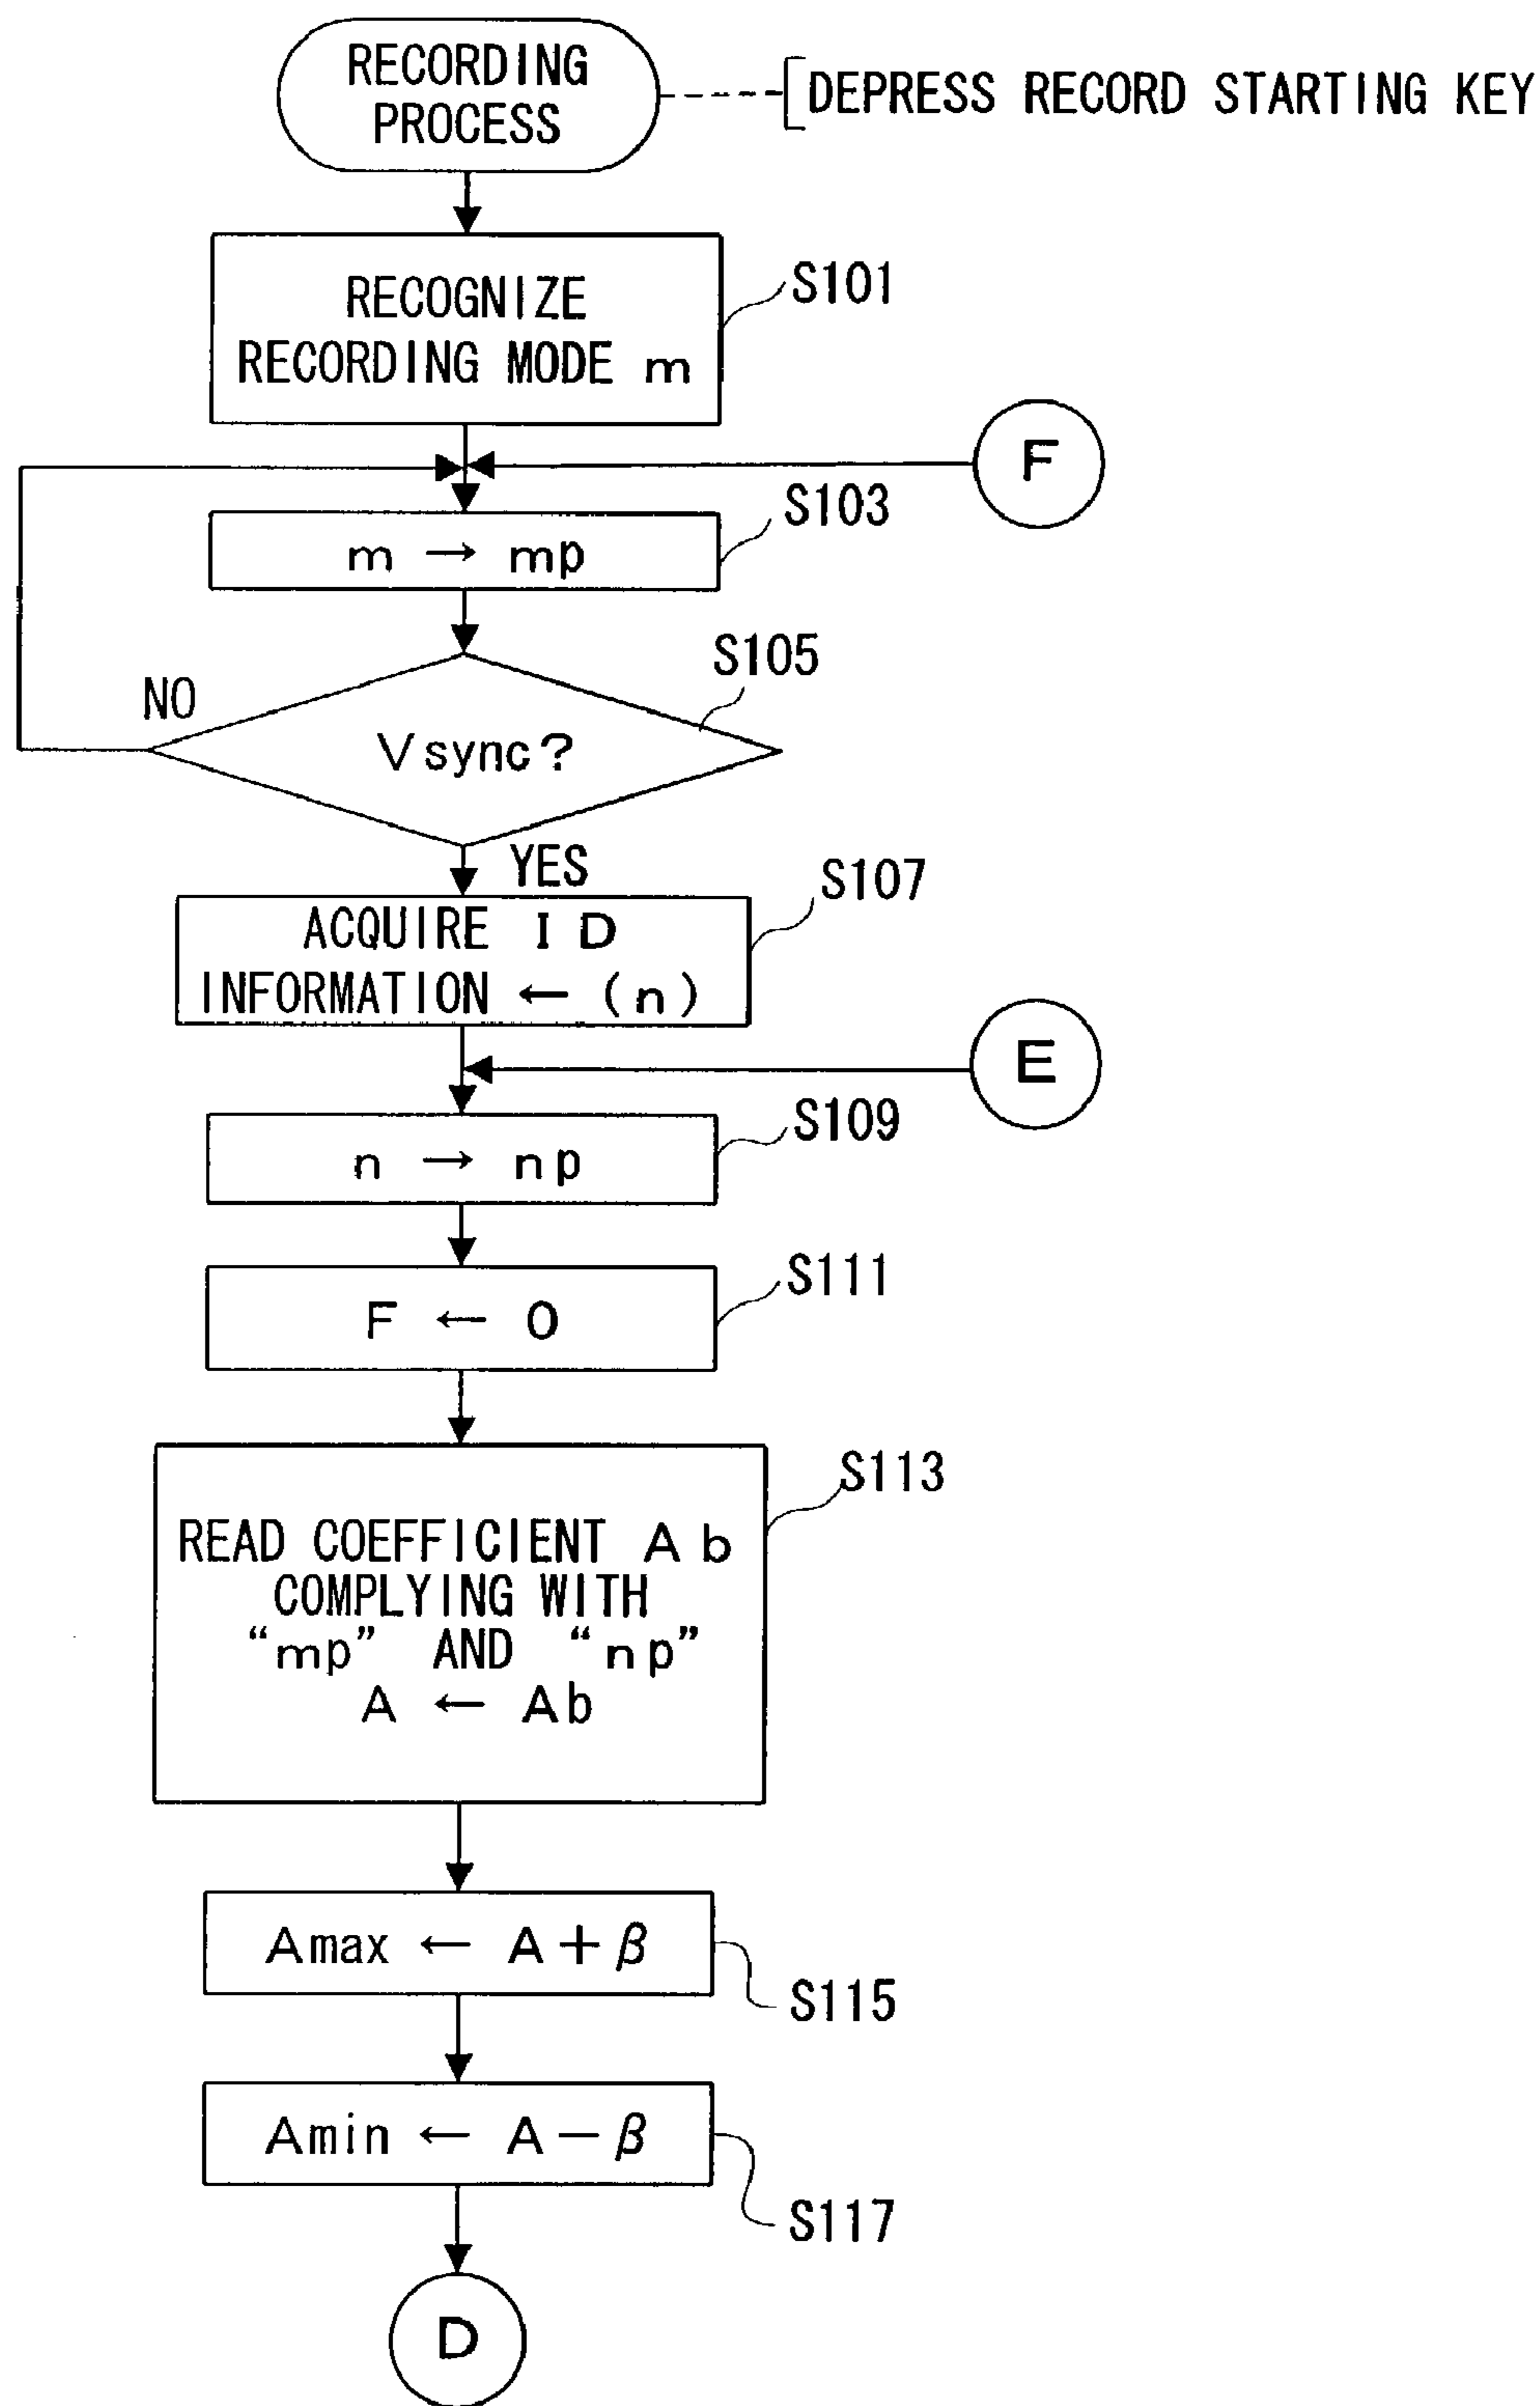 RECORDING
PROCESS
DEPRESS RECORD STARTING KEY
RECOGNIZE
RECORDING MODE m
S101
F
S103
m → mp
S105
NO
Vsync?
YES
S107
ACQUIRE ID
INFORMATION ← (n)
E
S109
n → np
S111
F ← 0
S113
READ COEFFICIENT Ab
COMPLYING WITH
“mp” AND “np”
A ← Ab
Amax ← A+β
S115
Amin ← A−β
S117
D